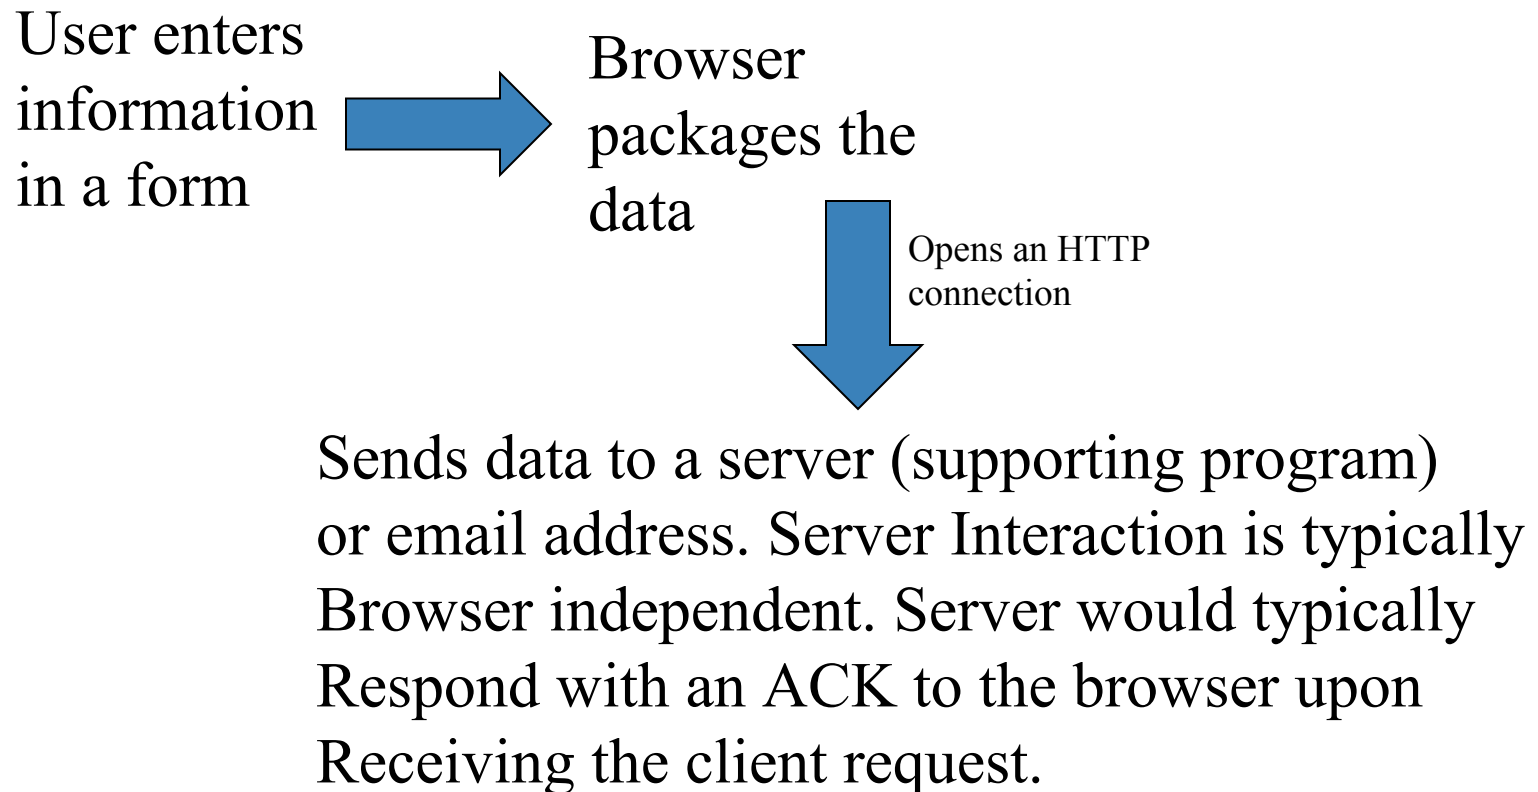 User enters
information
in a form
Browser
packages the
data
Opens an HTTP
connection
Sends data to a server (supporting program)
or email address. Server Interaction is typically
Browser independent. Server would typically
Respond with an ACK to the browser upon
Receiving the client request.